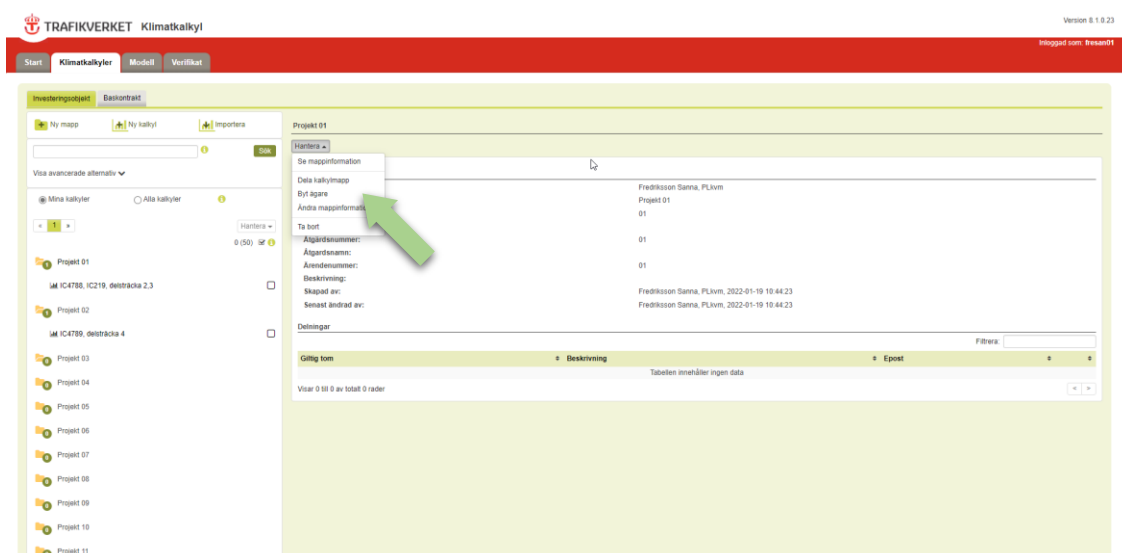 TRAFIKVERKET Klimatkalkyl
Version 8.1.0.23
Inloggad som: fresan01
Start Klimatkalkyler Modell Verifikat
Investeringsobjekt Baskontrakt
Ny mapp Ny kalkyl Importera
Sök
Visa avancerade alternativ
Mina kalkyler Alla kalkyler
« 1 » Hantera
0 (50)
Projekt 01
IC4788, IC219, delsträcka 2,3
Projekt 02
IC4789, delsträcka 4
Projekt 03
Projekt 04
Projekt 05
Projekt 06
Projekt 07
Projekt 08
Projekt 09
Projekt 10
Projekt 11
Projekt 01
Hantera
Se mappinformation
Dela kalkylmapp
Byt ägare
Ändra mappinformation
Ta bort
Fredriksson Sanna, PLkvm
Projekt 01
01
Åtgärdsnummer: 01
Åtgärdsnamn:
Ärendenummer: 01
Beskrivning:
Skapad av: Fredriksson Sanna, PLkvm, 2022-01-19 10:44:23
Senast ändrad av: Fredriksson Sanna, PLkvm, 2022-01-19 10:44:23
Delningar
Filtrera:
Giltig tom Beskrivning Epost
Tabellen innehåller ingen data
Visar 0 till 0 av totalt 0 rader